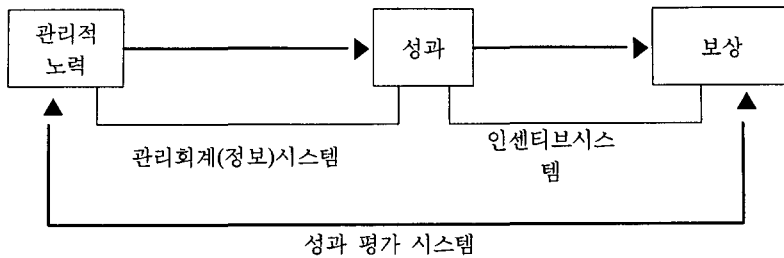 관리적
노력
성과
보상
관리회계(정보)시스템
인센티브시스
템
성과 평가 시스템